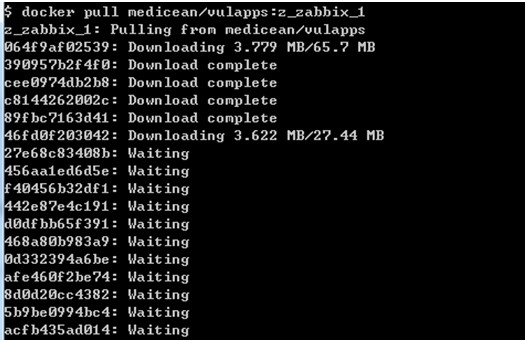 $ docker pull medicean/vulapps:z_zabbix_1
z_zabbix_1: Pulling from medicean/vulapps
064f9af02539: Downloading 3.779 MB/65.7 MB
390957b2f4f0: Download complete
cee0974db2b8: Download complete
c8144262002c: Download complete
89fbc7163d41: Download complete
46fd0f203042: Downloading 3.622 MB/27.44 MB
27e68c83408b: Waiting
456aa1ed6d5e: Waiting
f40456b32df1: Waiting
442e87e4c191: Waiting
d0dfbb65f391: Waiting
468a80b983a9: Waiting
0d332394a6be: Waiting
afe460f2be74: Waiting
8d0d20cc4382: Waiting
5b9be0994bc4: Waiting
acfb435ad014: Waiting